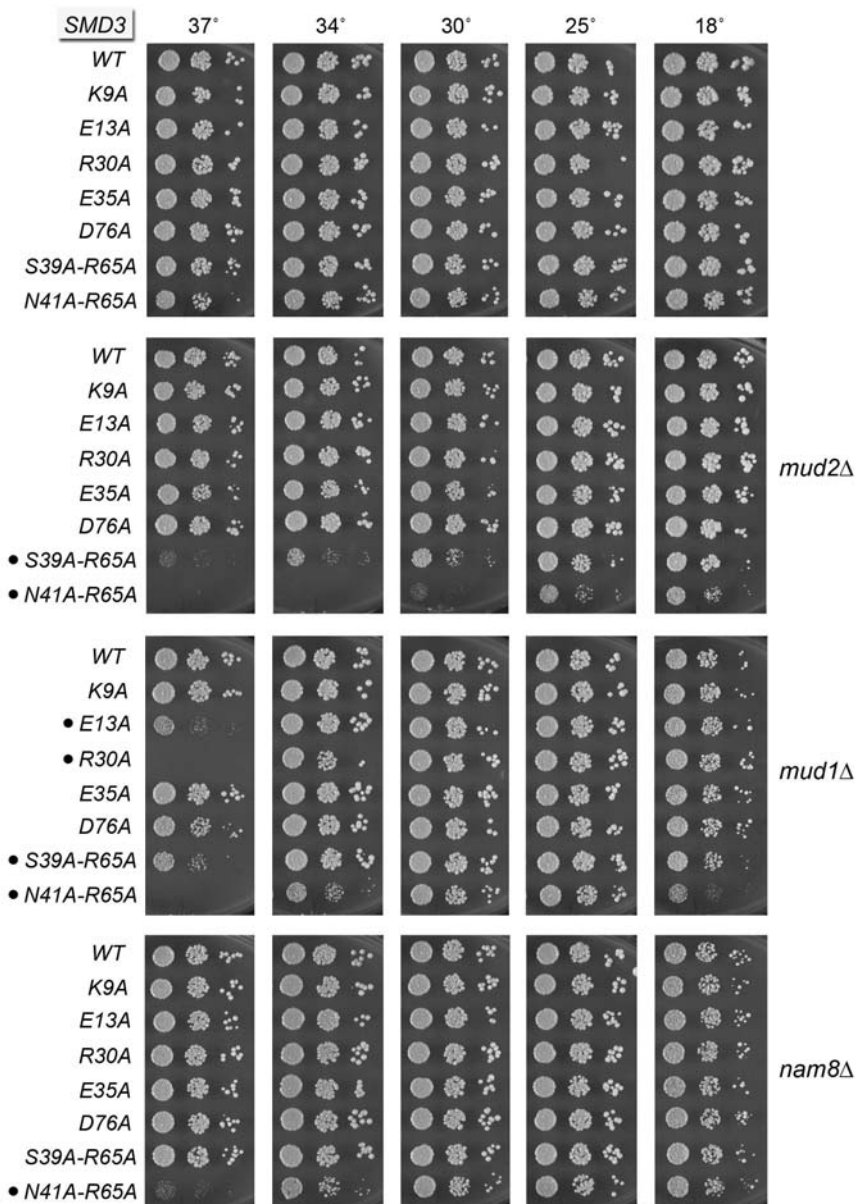 SMD3 37° 34° 30° 25° 18°
WT
K9A
E13A
R30A
E35A
D76A
S39A-R65A
N41A-R65A
WT
K9A
E13A
R30A
E35A
D76A
• S39A-R65A
• N41A-R65A
mud2Δ
WT
K9A
• E13A
• R30A
E35A
D76A
• S39A-R65A
• N41A-R65A
mud1Δ
WT
K9A
E13A
R30A
E35A
D76A
S39A-R65A
• N41A-R65A
nam8Δ